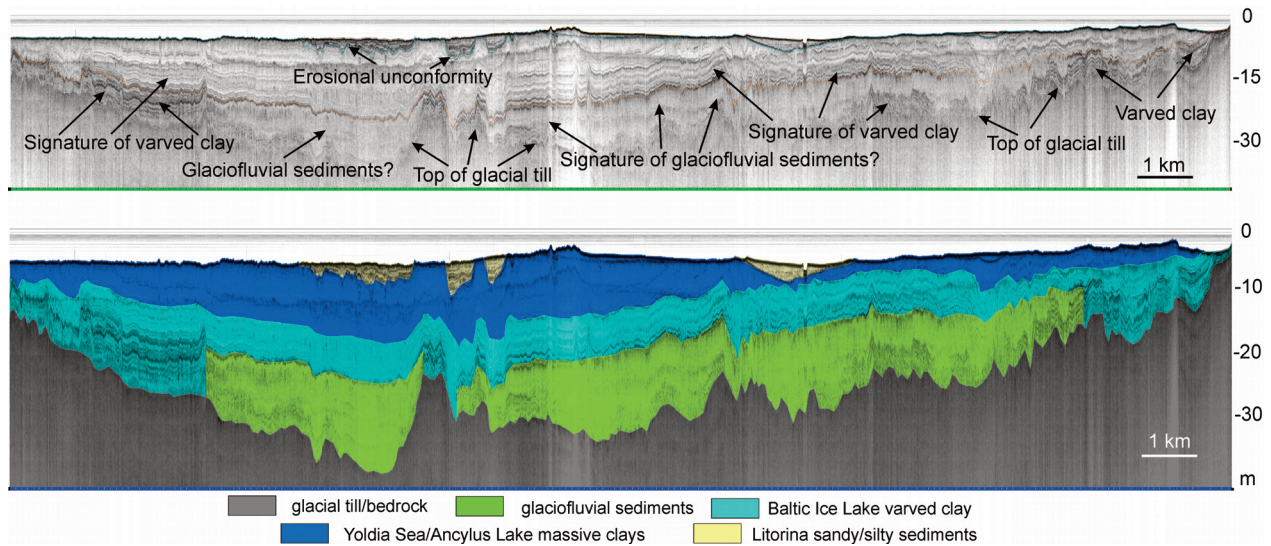 0
Erosional unconformity
-15
Varved clay
Signature of varved clay
Signature of varved clay
Top of glacial till
-30
Glaciofluvial sediments?
Top of glacial till
Signature of glaciofluvial sediments?
1 km
0
-10
-20
-30
1 km
m
glacial till/bedrock
glaciofluvial sediments
Baltic Ice Lake varved clay
Yoldia Sea/Ancylus Lake massive clays
Litorina sandy/silty sediments